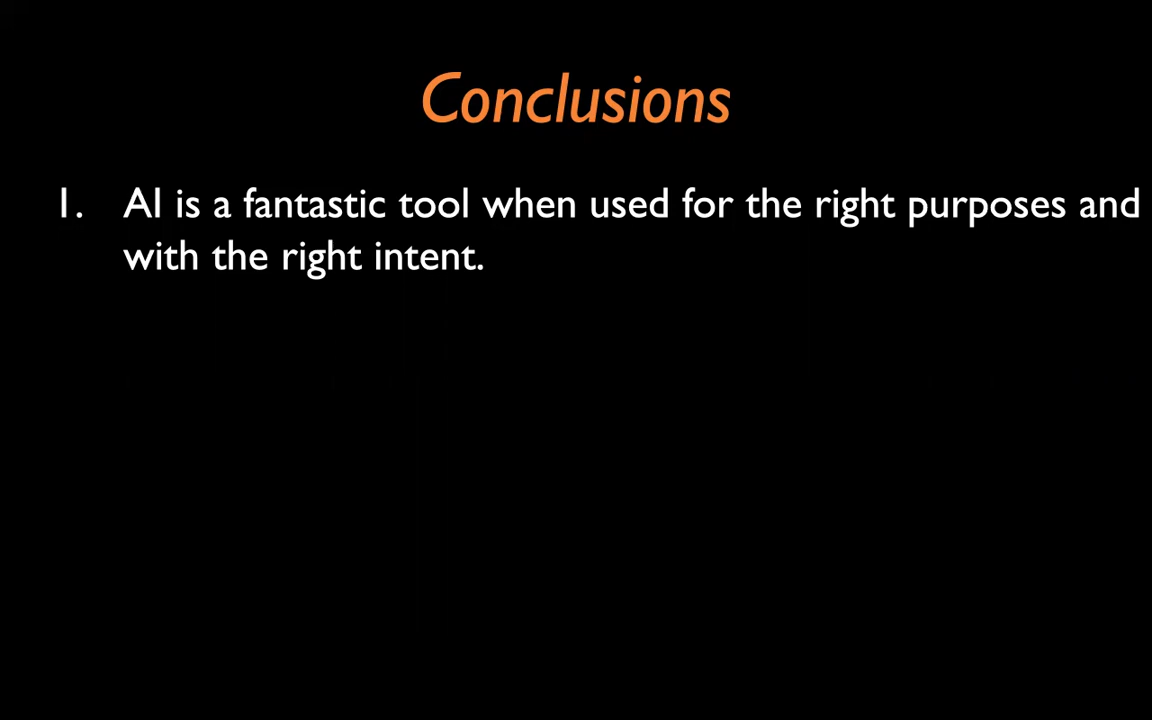 Conclusions
1. AI is a fantastic tool when used for the right purposes and
with the right intent.